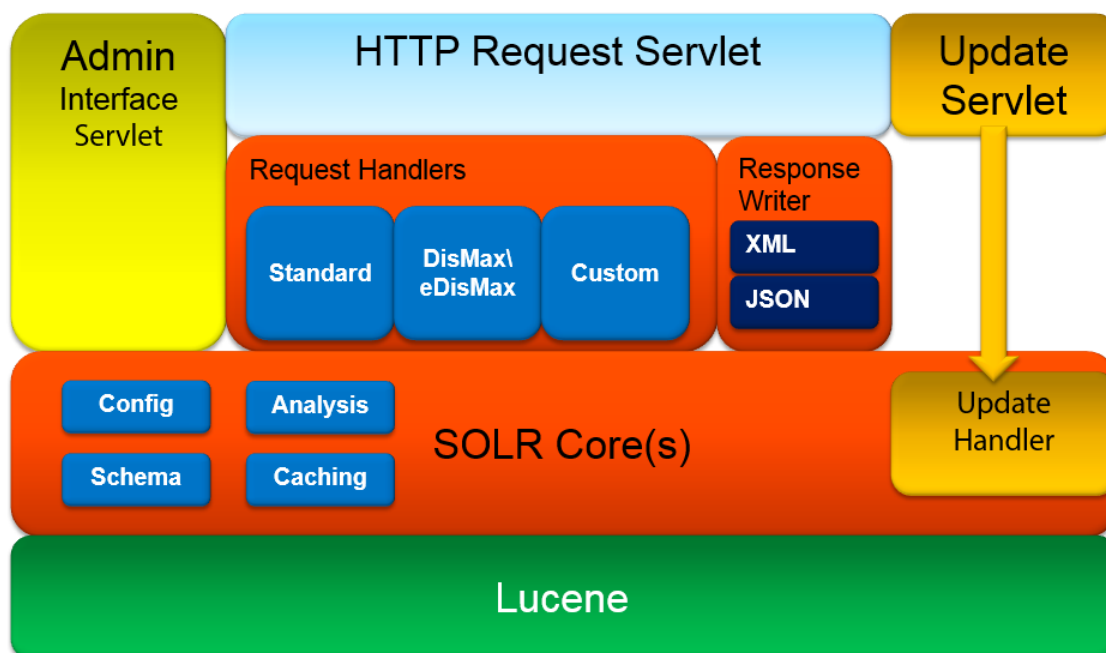 Admin
Interface
Servlet
HTTP Request Servlet
Update
Servlet
Request Handlers
Standard
DisMax\
eDisMax
Custom
Response
Writer
XML
JSON
Config
Analysis
Schema
Caching
SOLR Core(s)
Update
Handler
Lucene